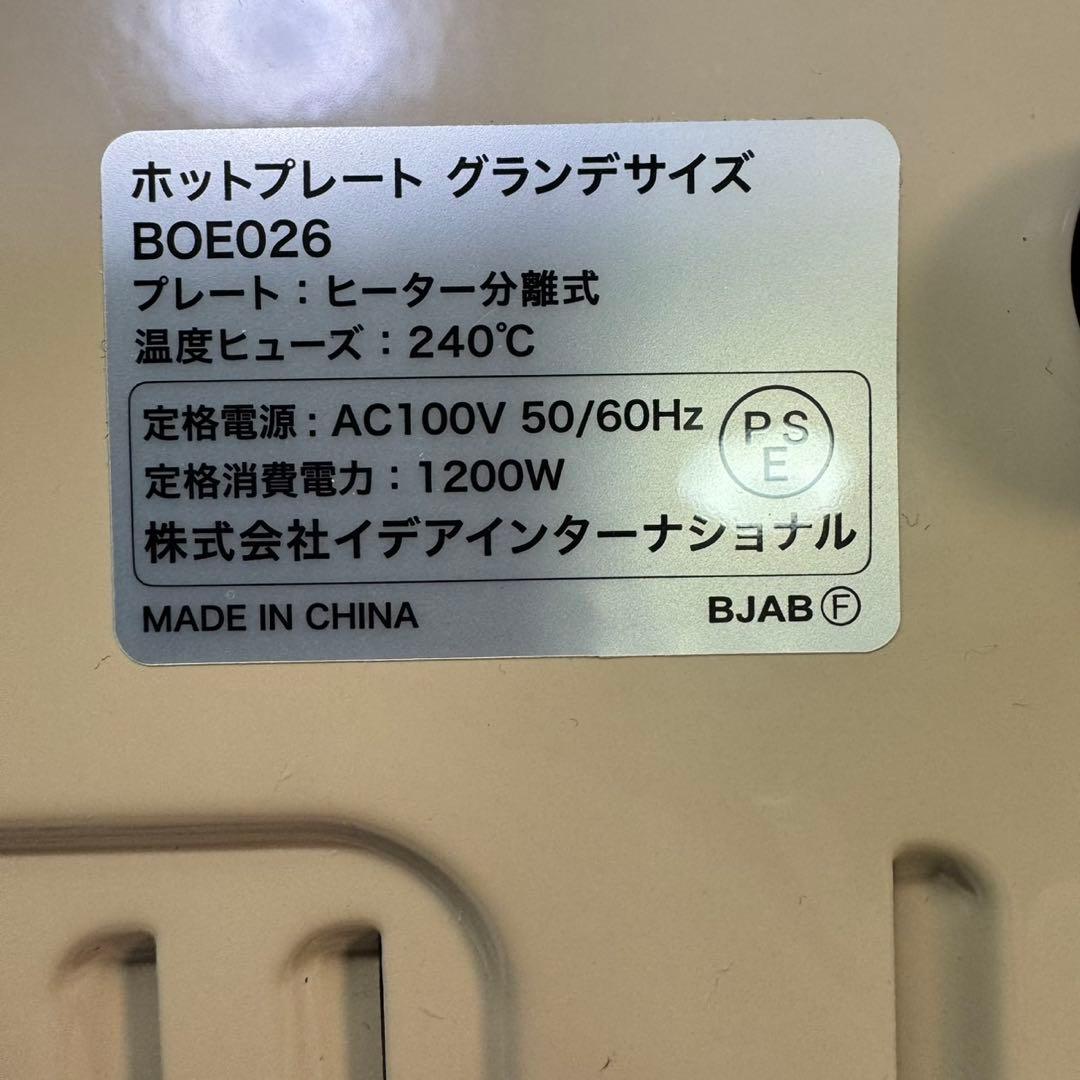 ホットプレート グランデサイズ
BOE026
プレート：ヒーター分離式
温度ヒューズ：240℃
定格電源：AC100V 50/60Hz
PSE
定格消費電力：1200W
株式会社イデアインターナショナル
MADE IN CHINA
BJAB Ⓕ